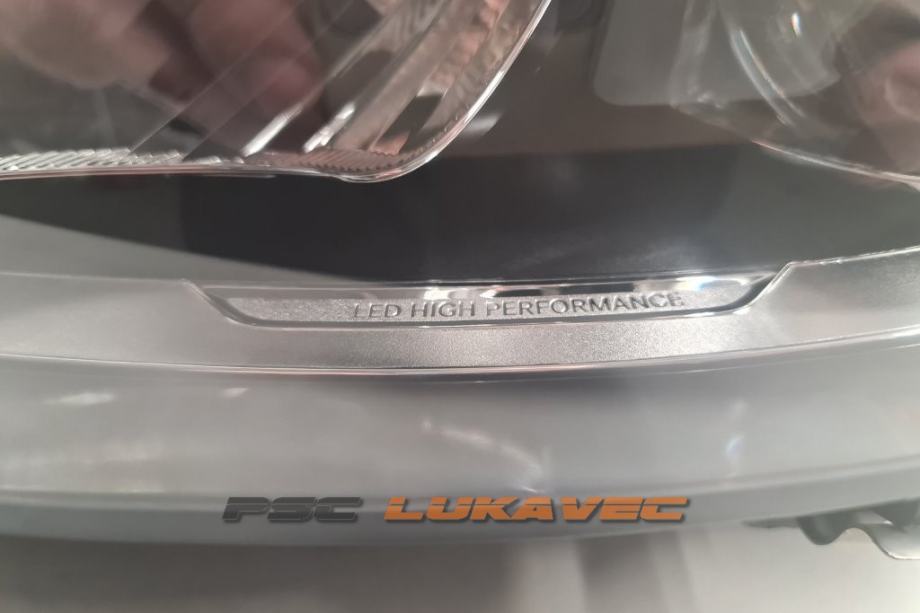 LED HIGH PERFORMANCE
PSC LUKAVEC